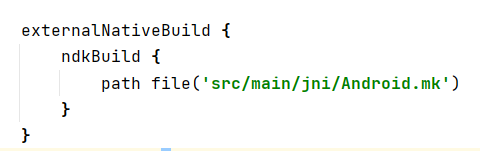 externalNativeBuild {
    ndkBuild {
        path file('src/main/jni/Android.mk')
    }
}